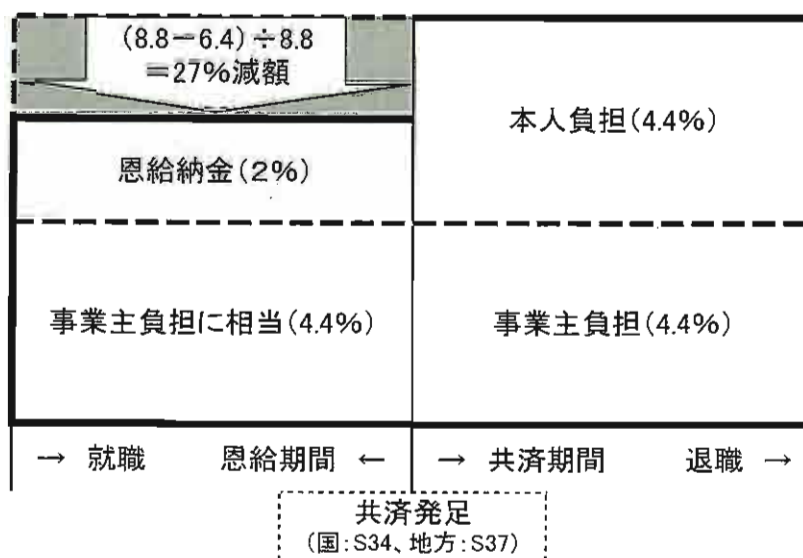 (8.8－6.4)÷8.8
＝27%減額
本人負担(4.4%)
恩給納金(2%)
事業主負担に相当(4.4%)
事業主負担(4.4%)
→ 就職 恩給期間 ←
→ 共済期間 退職 →
共済発足
(国:S34、地方:S37)